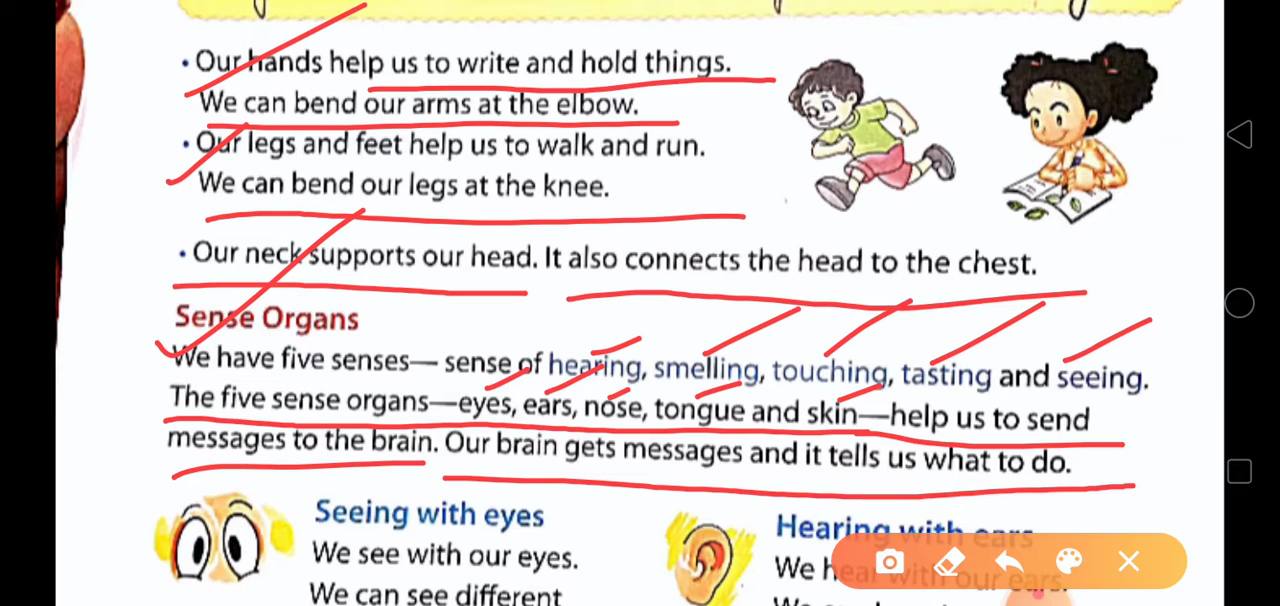 • Our hands help us to write and hold things.
We can bend our arms at the elbow.
• Our legs and feet help us to walk and run.
We can bend our legs at the knee.
• Our neck supports our head. It also connects the head to the chest.
Sense Organs
We have five senses— sense of hearing, smelling, touching, tasting and seeing.
The five sense organs—eyes, ears, nose, tongue and skin—help us to send
messages to the brain. Our brain gets messages and it tells us what to do.
Seeing with eyes
We see with our eyes.
We can see different
Hearing with ears
We hear with our ears.